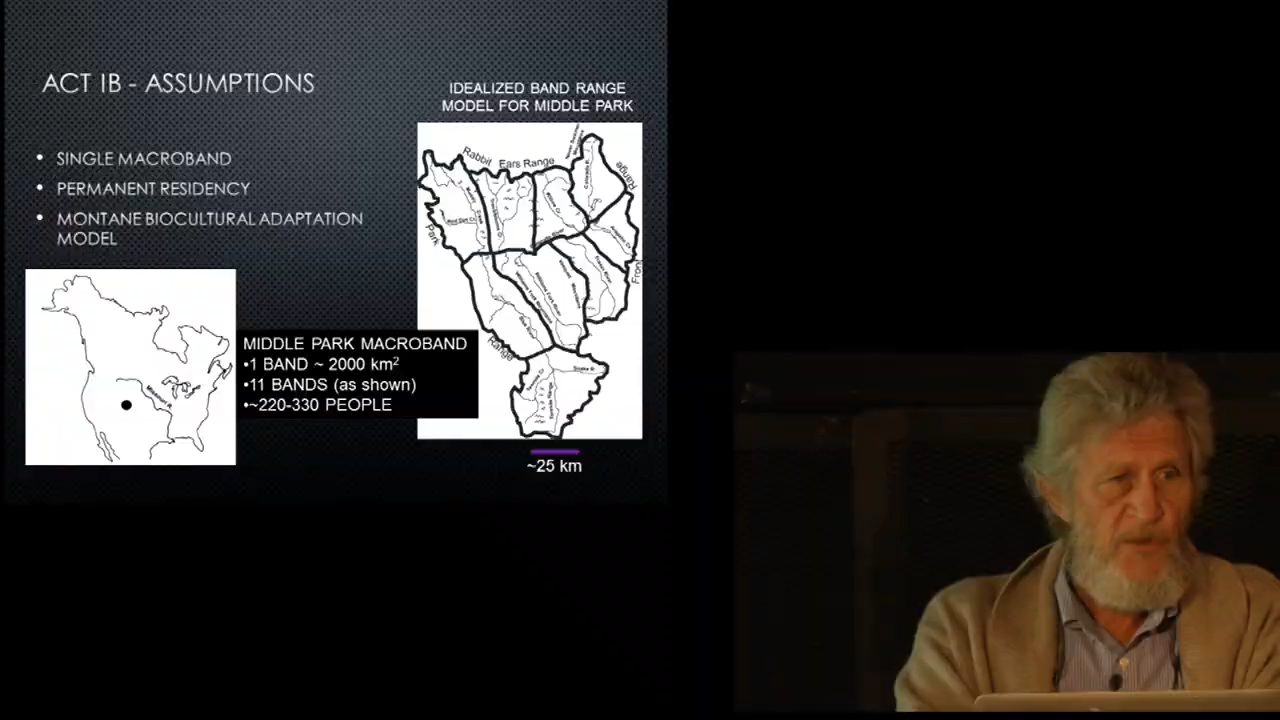 ACT IB - ASSUMPTIONS
• SINGLE MACROBAND
• PERMANENT RESIDENCY
• MONTANE BIOCULTURAL ADAPTATION
MODEL
IDEALIZED BAND RANGE
MODEL FOR MIDDLE PARK
Rabbit Ears Range
Range
Park
Front
Range
MIDDLE PARK MACROBAND
•1 BAND ~ 2000 km²
•11 BANDS (as shown)
•~220-330 PEOPLE
~25 km